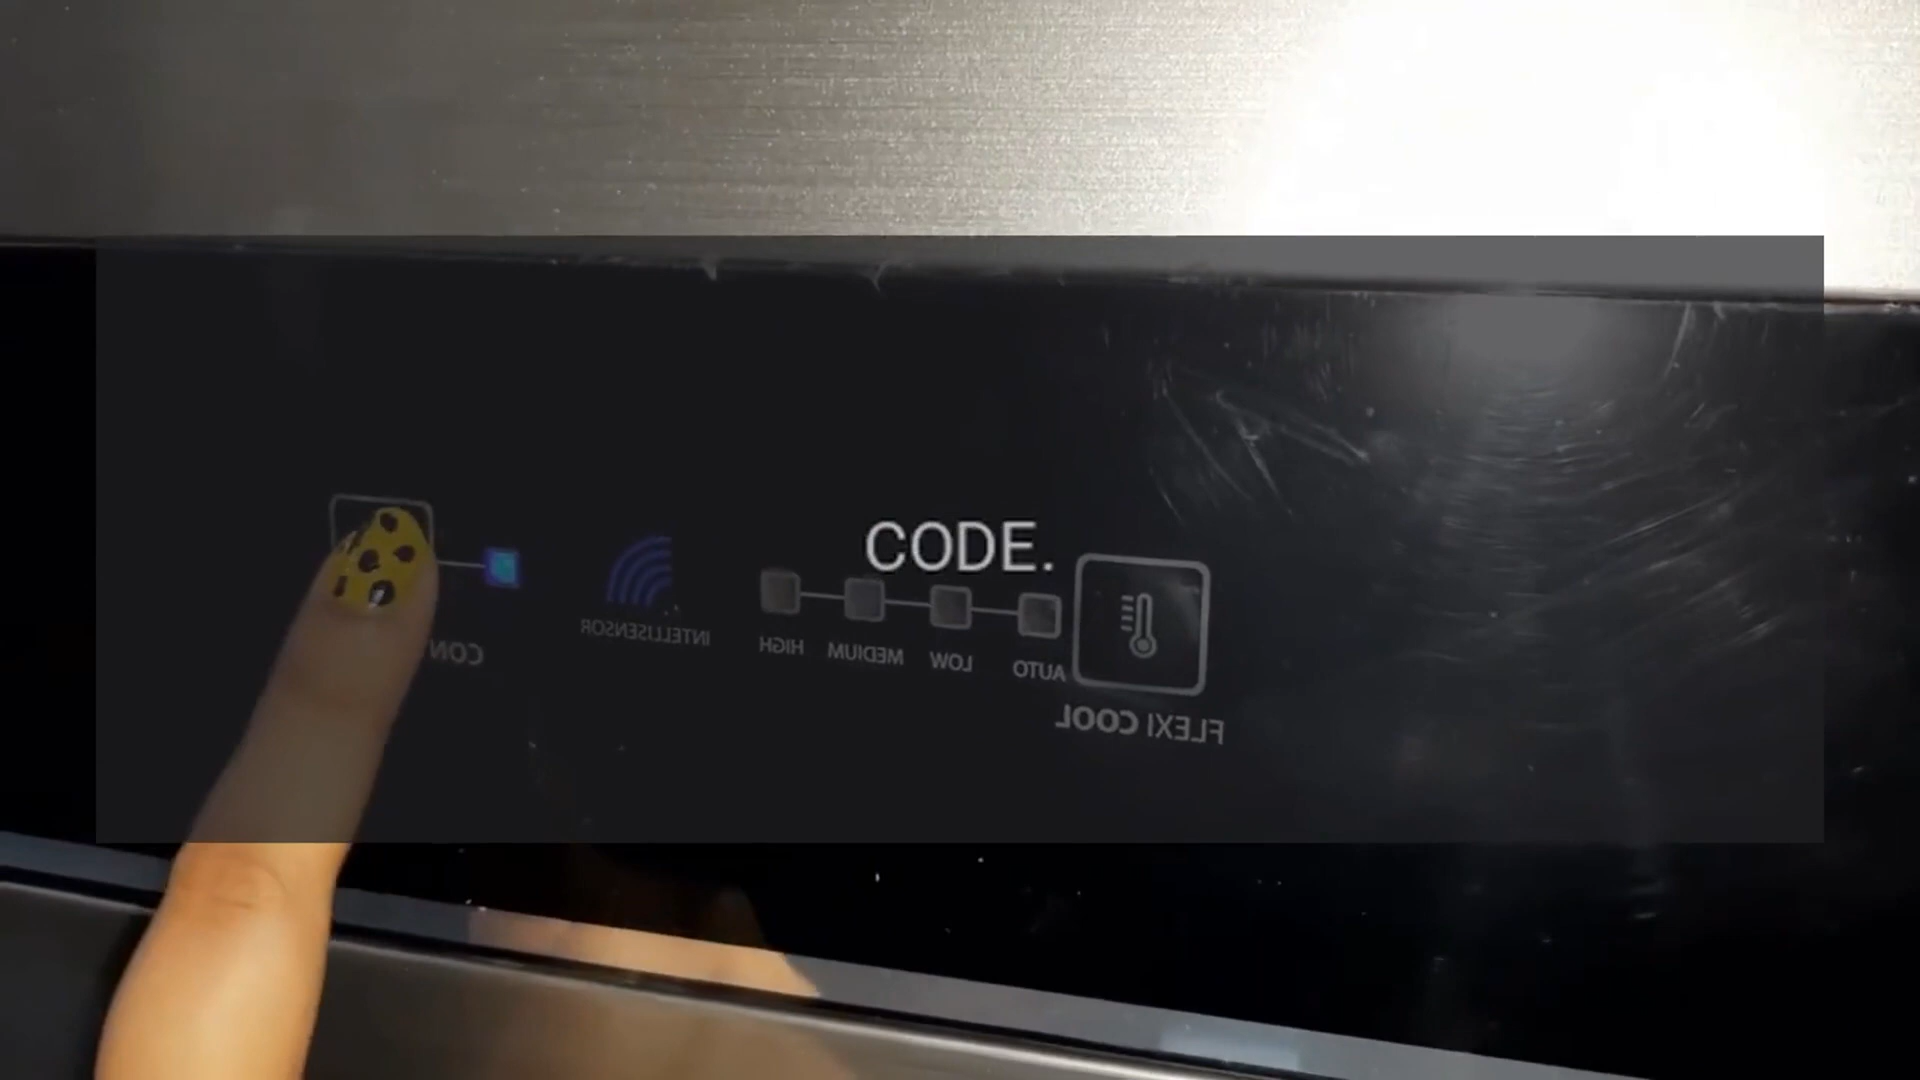 CODE.
CON
INTELLISENSOR
HIGH
MEDIUM
LOW
AUTO
FLEXI COOL